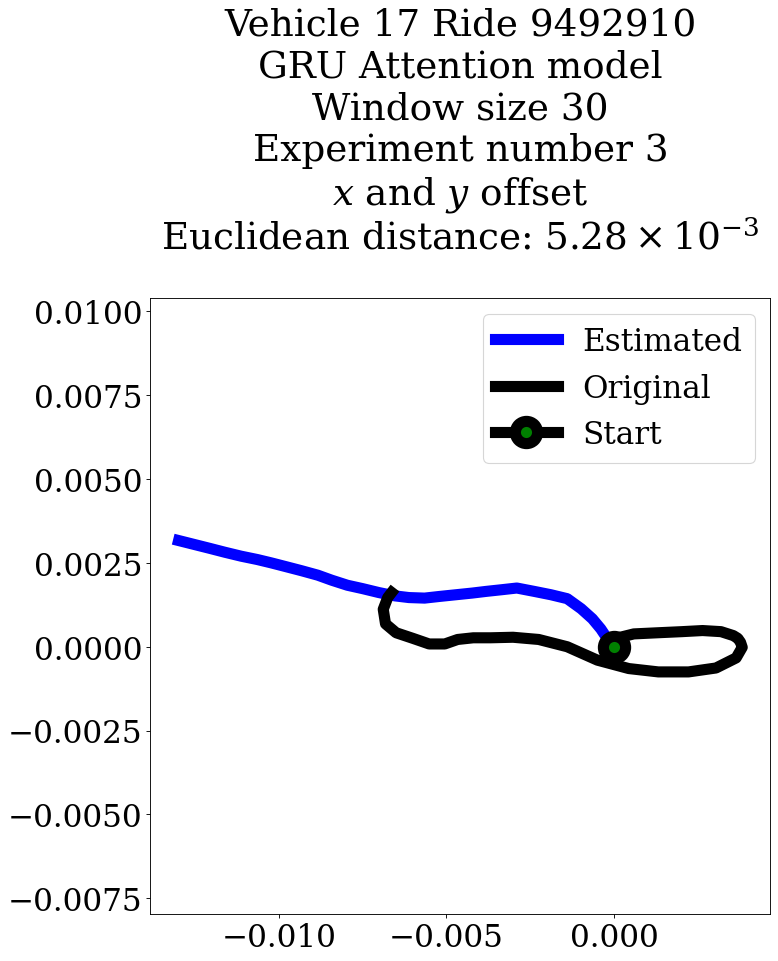 Vehicle 17 Ride 9492910
GRU Attention model
Window size 30
Experiment number 3
x and y offset
Euclidean distance: 5.28 × 10⁻³
0.0100
0.0075
0.0050
0.0025
0.0000
−0.0025
−0.0050
−0.0075
Estimated
Original
Start
−0.010 −0.005 0.000